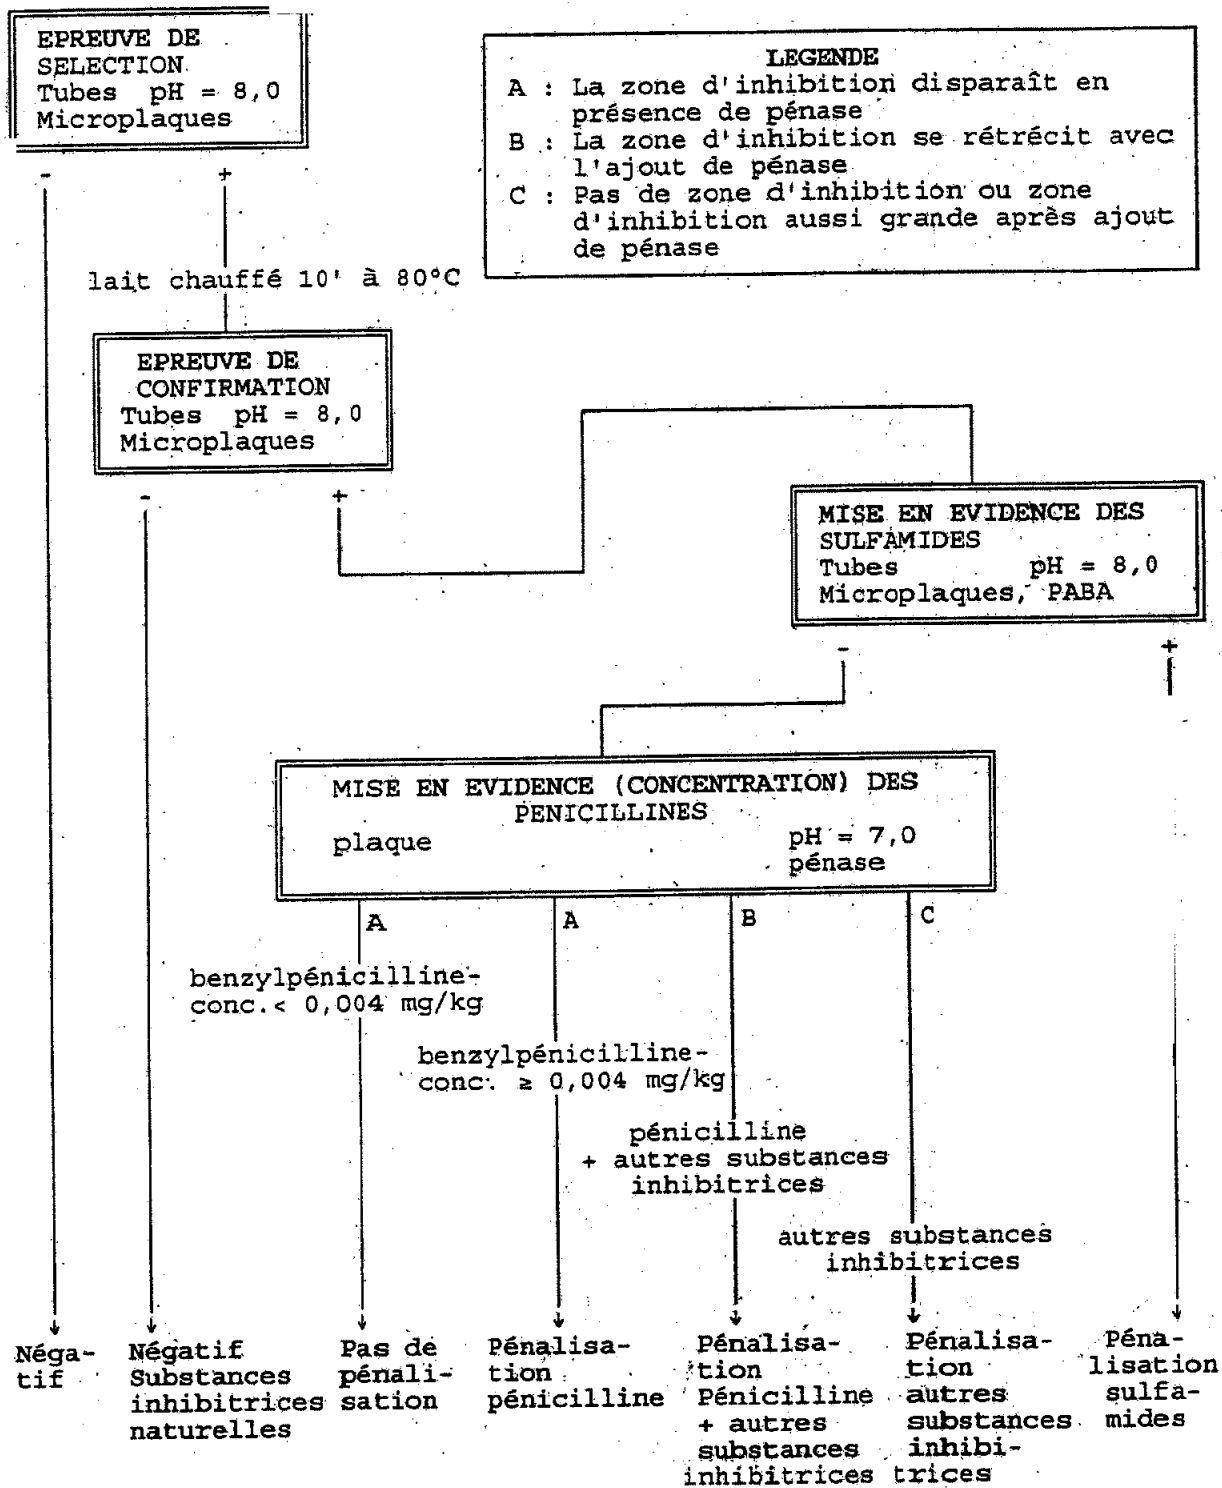 EPREUVE DE
SELECTION
Tubes pH = 8,0
Microplaques
- +
LEGENDE
A : La zone d'inhibition disparaît en
présence de pénase
B : La zone d'inhibition se rétrécit avec
l'ajout de pénase
C : Pas de zone d'inhibition ou zone
d'inhibition aussi grande après ajout
de pénase
lait chauffé 10' à 80°C
EPREUVE DE
CONFIRMATION
Tubes pH = 8,0
Microplaques
- +
MISE EN EVIDENCE DES
SULFAMIDES
Tubes pH = 8,0
Microplaques, PABA
- +
MISE EN EVIDENCE (CONCENTRATION) DES
PENICILLINES
plaque pH = 7,0
pénase
A A B C
benzylpénicilline-
conc.< 0,004 mg/kg
benzylpénicilline-
conc. ≥ 0,004 mg/kg
pénicilline
+ autres substances
inhibitrices
autres substances
inhibitrices
Néga-
tif
Négatif
Substances
inhibitrices
naturelles
Pas de
pénali-
sation
Pénalisa-
tion
pénicilline
Pénalisa-
tion
Pénicilline
+ autres
substances
inhibitrices
Pénalisa-
tion
autres
substances
inhibi-
trices
Péna-
lisation
sulfa-
mides